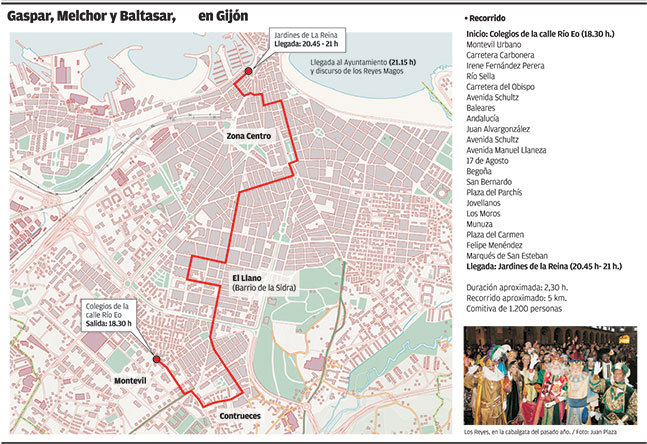 Gaspar, Melchor y Baltasar, en Gijón
Jardines de La Reina
Llegada: 20.45 - 21 h
Llegada al Ayuntamiento (21.15 h)
y discurso de los Reyes Magos
Zona Centro
El Llano
(Barrio de la Sidra)
Colegios de la
calle Río Eo
Salida: 18.30 h
Montevil
Contrueces
• Recorrido
Inicio: Colegios de la calle Río Eo (18.30 h.)
Montevil Urbano
Carretera Carbonera
Irene Fernández Perera
Río Sella
Carretera del Obispo
Avenida Schultz
Baleares
Andalucía
Juan Alvargonzález
Avenida Schultz
Avenida Manuel Llaneza
17 de Agosto
Begoña
San Bernardo
Plaza del Parchís
Jovellanos
Los Moros
Munuza
Plaza del Carmen
Felipe Menéndez
Marqués de San Esteban
Llegada: Jardines de la Reina (20.45 h- 21 h.)
Duración aproximada: 2,30 h.
Recorrido aproximado: 5 km.
Comitiva de 1.200 personas
Los Reyes, en la cabalgata del pasado año. / Foto: Juan Plaza